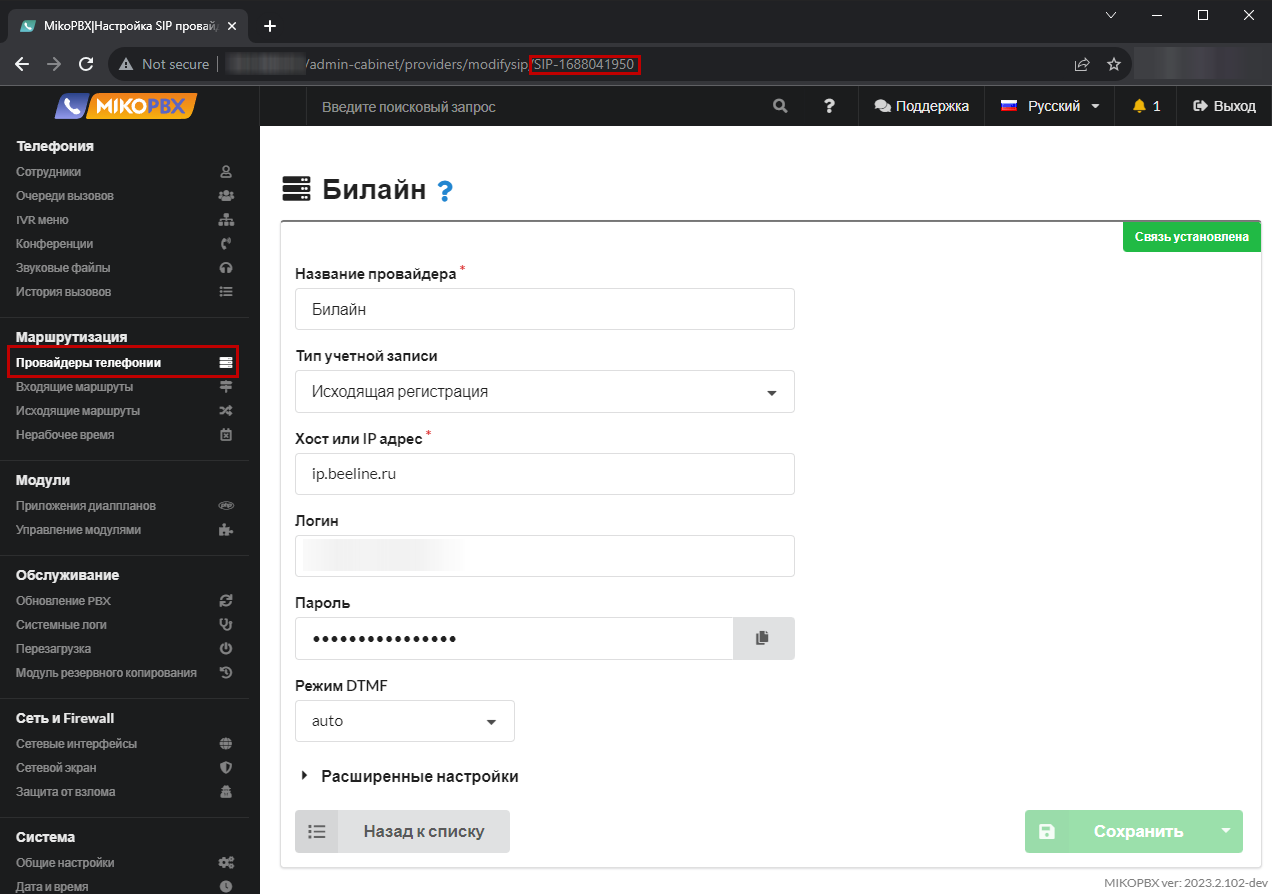 MikoPBX|Настройка SIP провай
Not secure
/admin-cabinet/providers/modifysip/SIP-1688041950
MIKOPBX
Введите поисковый запрос
?
Поддержка
Русский
1
Выход
Телефония
Сотрудники
Очереди вызовов
IVR меню
Конференции
Звуковые файлы
История вызовов
Маршрутизация
Провайдеры телефонии
Входящие маршруты
Исходящие маршруты
Нерабочее время
Модули
Приложения диалпланов
Управление модулями
Обслуживание
Обновление PBX
Системные логи
Перезагрузка
Модуль резервного копирования
Сеть и Firewall
Сетевые интерфейсы
Сетевой экран
Защита от взлома
Система
Общие настройки
Дата и время
Билайн ?
Связь установлена
Название провайдера *
Билайн
Тип учетной записи
Исходящая регистрация
Хост или IP адрес *
ip.beeline.ru
Логин
Пароль
••••••••••••••••
Режим DTMF
auto
Расширенные настройки
Назад к списку
Сохранить
MIKOPBX ver: 2023.2.102-dev